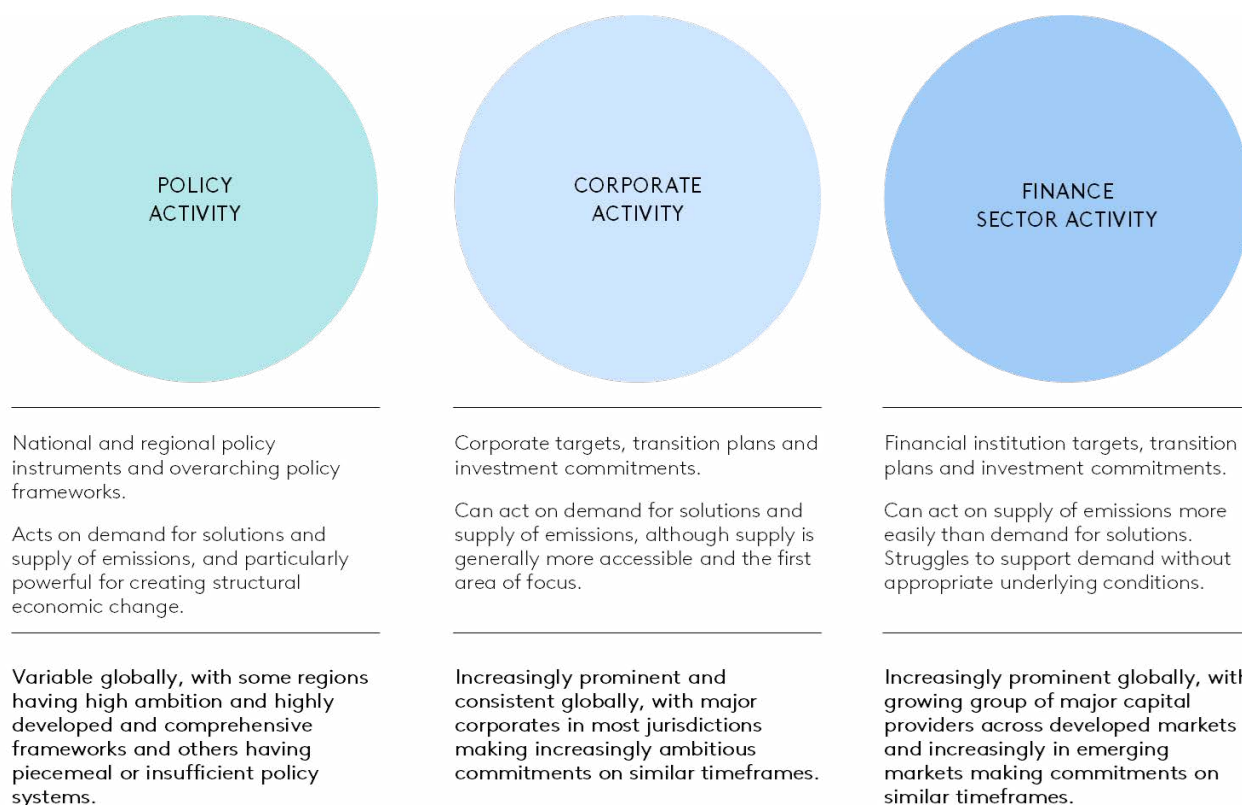 POLICY
ACTIVITY
National and regional policy
instruments and overarching policy
frameworks.
Acts on demand for solutions and
supply of emissions, and particularly
powerful for creating structural
economic change.
Variable globally, with some regions
having high ambition and highly
developed and comprehensive
frameworks and others having
piecemeal or insufficient policy
systems.
CORPORATE
ACTIVITY
Corporate targets, transition plans and
investment commitments.
Can act on demand for solutions and
supply of emissions, although supply is
generally more accessible and the first
area of focus.
Increasingly prominent and
consistent globally, with major
corporates in most jurisdictions
making increasingly ambitious
commitments on similar timeframes.
FINANCE
SECTOR ACTIVITY
Financial institution targets, transition
plans and investment commitments.
Can act on supply of emissions more
easily than demand for solutions.
Struggles to support demand without
appropriate underlying conditions.
Increasingly prominent globally, with
growing group of major capital
providers across developed markets
and increasingly in emerging
markets making commitments on
similar timeframes.